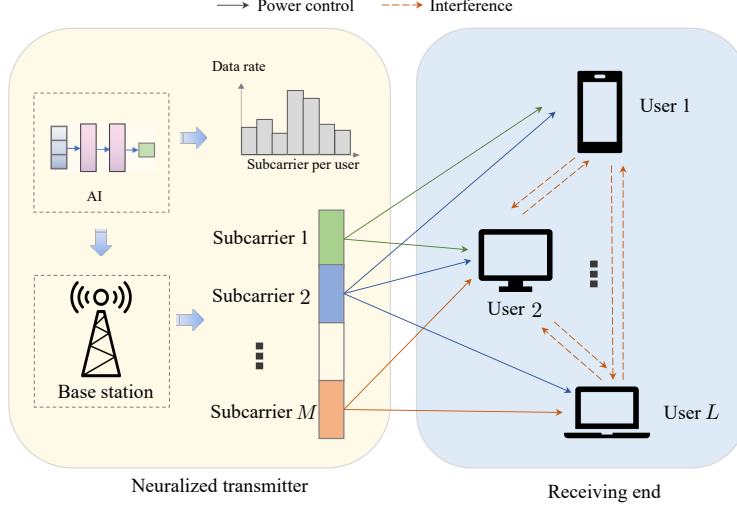 Power control
Interference
Data rate
Subcarrier per user
AI
Base station
Subcarrier 1
Subcarrier 2
Subcarrier M
User 1
User 2
User L
Neuralized transmitter
Receiving end